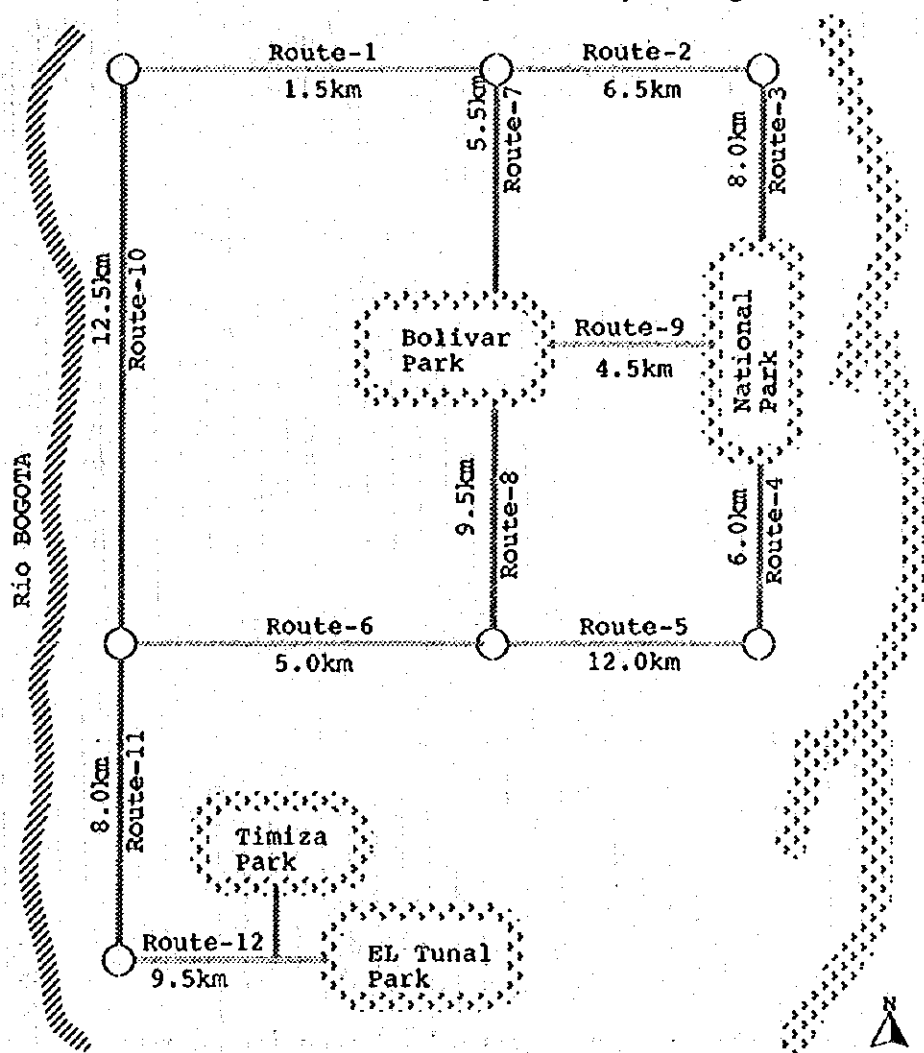 Route-1
1.5km
Route-2
6.5km
5.5km
Route-7
8.0km
Route-3
12.5km
Route-10
Bolivar
Park
Route-9
4.5km
National
Park
Rio BOGOTA
9.5km
Route-8
6.0km
Route-4
Route-6
5.0km
Route-5
12.0km
8.0km
Route-11
Timiza
Park
Route-12
9.5km
EL Tunal
Park
N